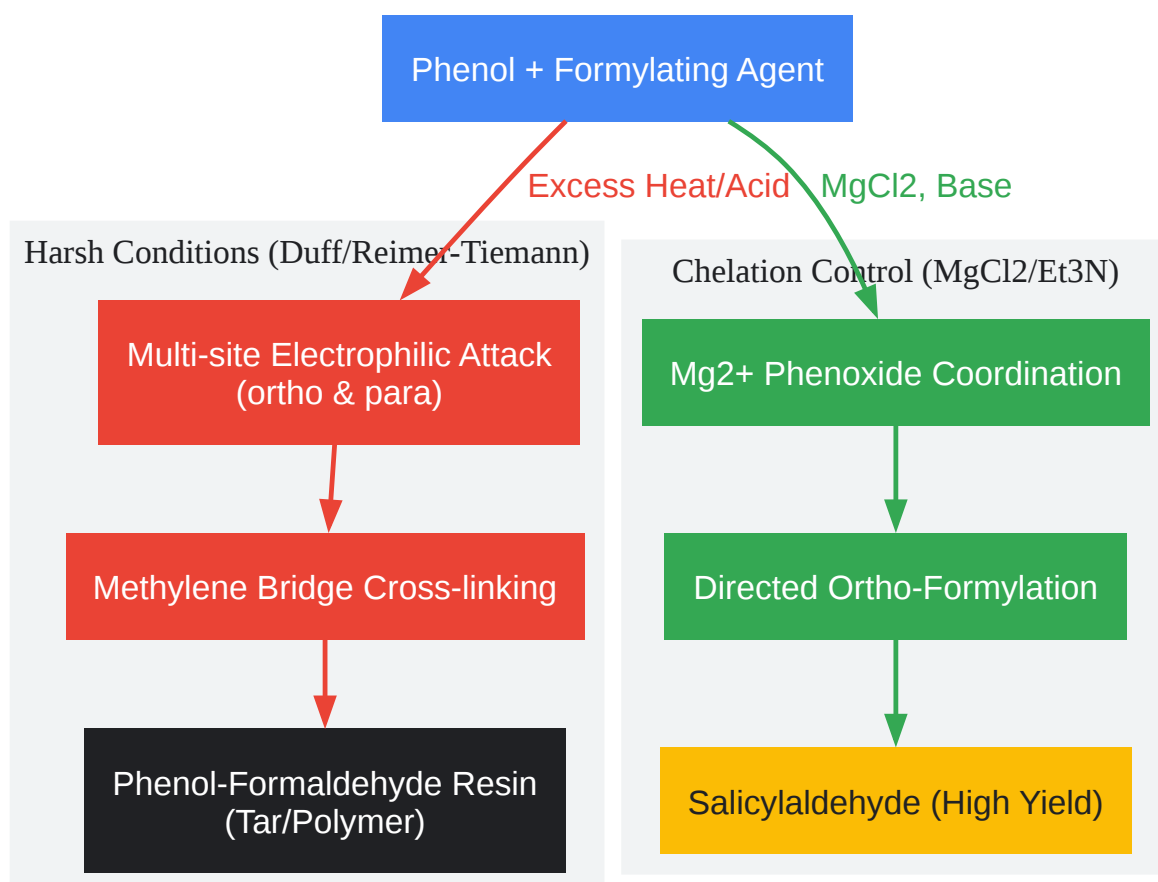 Phenol + Formylating Agent
Excess Heat/Acid
MgCl2, Base
Harsh Conditions (Duff/Reimer-Tiemann)
Multi-site Electrophilic Attack
(ortho & para)
Methylene Bridge Cross-linking
Phenol-Formaldehyde Resin
(Tar/Polymer)
Chelation Control (MgCl2/Et3N)
Mg2+ Phenoxide Coordination
Directed Ortho-Formylation
Salicylaldehyde (High Yield)